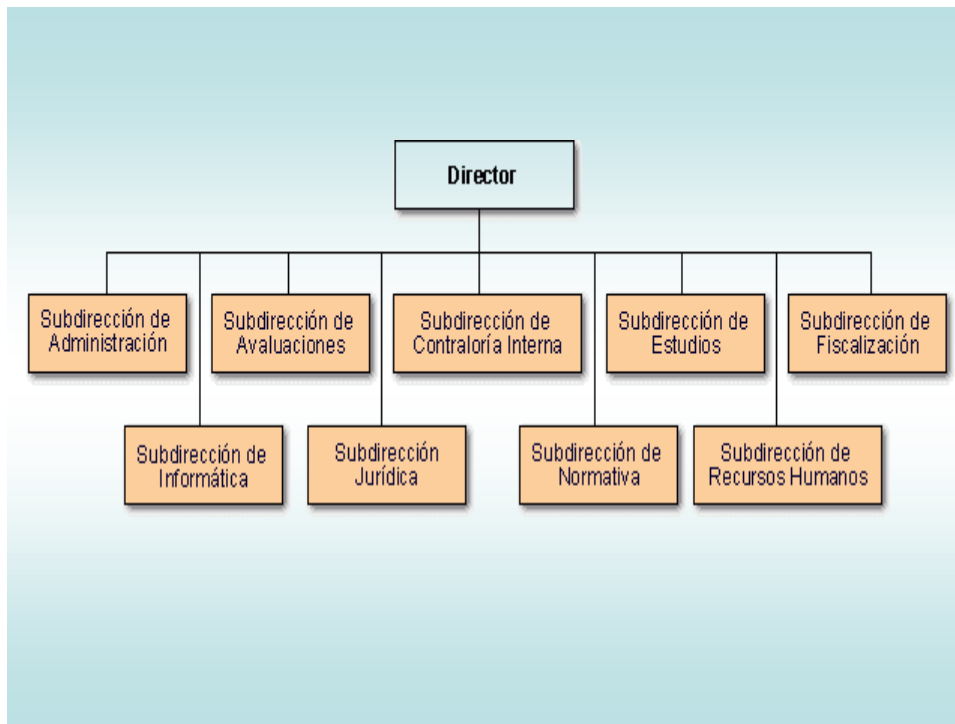 Director
Subdirección de
Administración
Subdirección de
Avaluaciones
Subdirección de
Contraloría Interna
Subdirección de
Estudios
Subdirección de
Fiscalización
Subdirección de
Informática
Subdirección
Jurídica
Subdirección de
Normativa
Subdirección de
Recursos Humanos